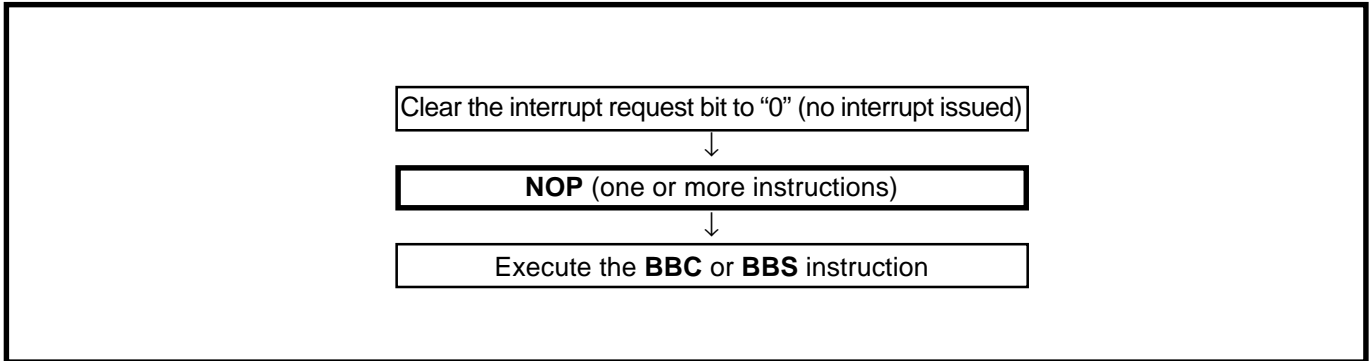 Clear the interrupt request bit to “0” (no interrupt issued)
↓
NOP (one or more instructions)
↓
Execute the BBC or BBS instruction